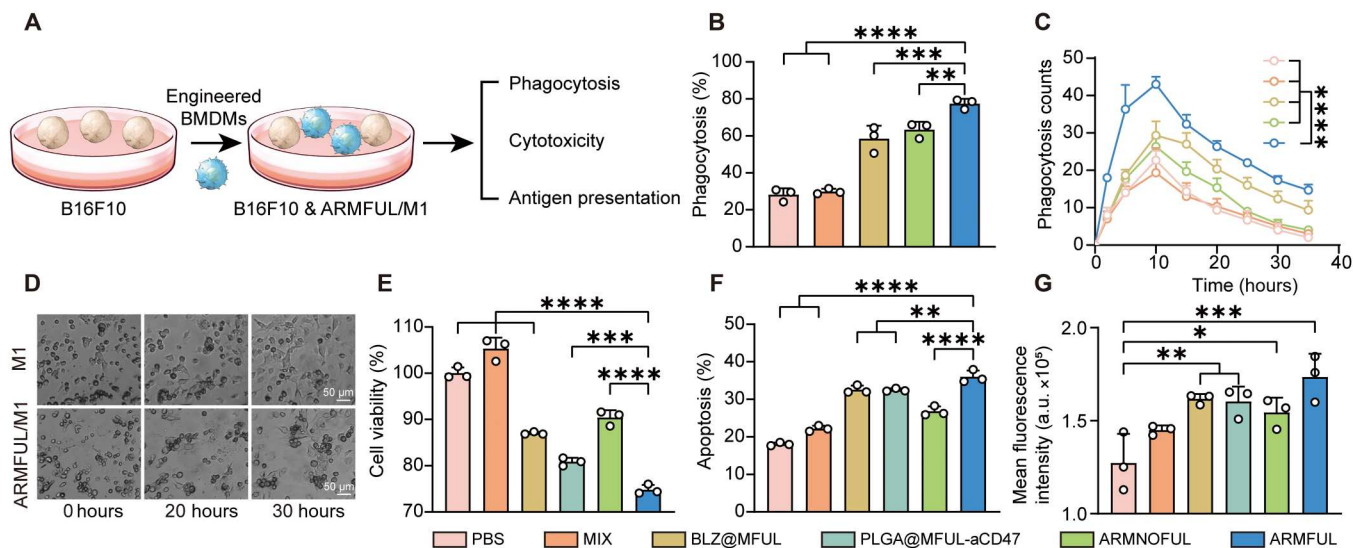 A
Engineered
BMDMs
B16F10
B16F10 & ARMFUL/M1
Phagocytosis
Cytotoxicity
Antigen presentation
B
Phagocytosis (%)
100
80
60
40
20
0
****
***
**
C
Phagocytosis counts
50
40
30
20
10
0
0 10 20 30 40
Time (hours)
****
D
M1
ARMFUL/M1
50 µm
50 µm
0 hours 20 hours 30 hours
E
Cell viability (%)
110
100
90
80
70
****
***
****
F
Apoptosis (%)
50
40
30
20
10
0
****
**
****
G
Mean fluorescence
intensity (a.u. ×10⁵)
2.0
1.5
1.0
***
*
**
PBS MIX BLZ@MFUL PLGA@MFUL-aCD47 ARMNOFUL ARMFUL